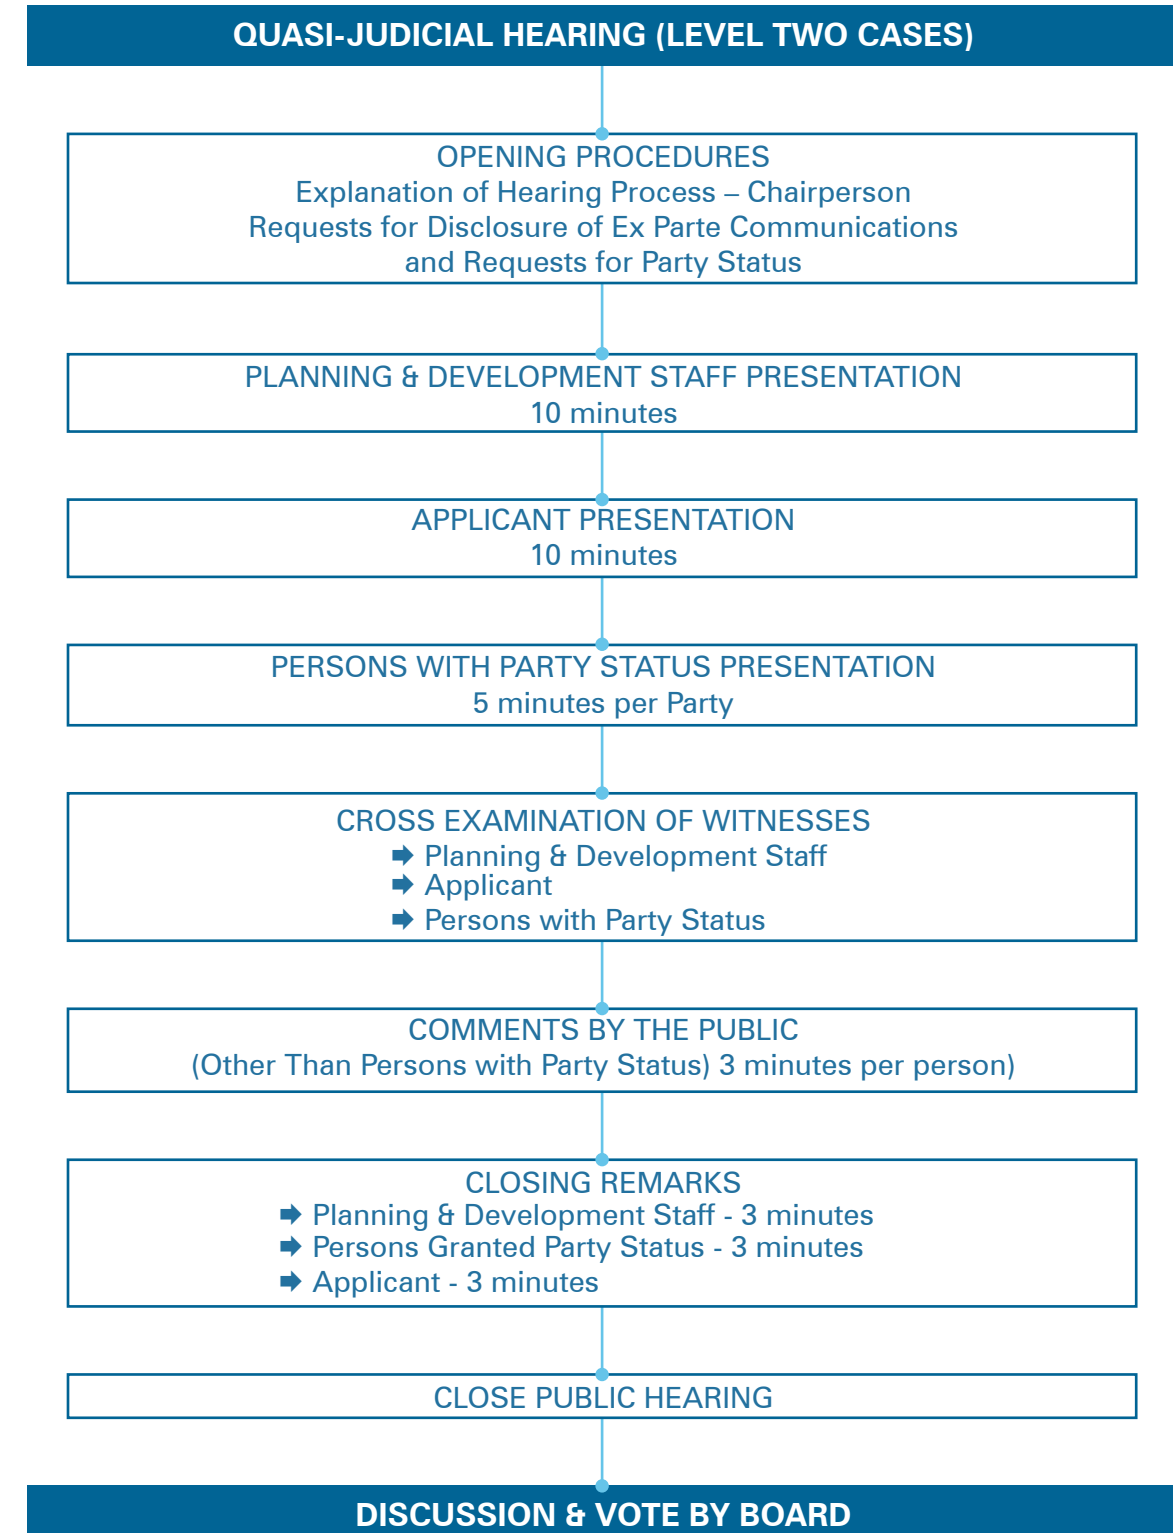 QUASI-JUDICIAL HEARING (LEVEL TWO CASES)
OPENING PROCEDURES
Explanation of Hearing Process – Chairperson
Requests for Disclosure of Ex Parte Communications
and Requests for Party Status
PLANNING & DEVELOPMENT STAFF PRESENTATION
10 minutes
APPLICANT PRESENTATION
10 minutes
PERSONS WITH PARTY STATUS PRESENTATION
5 minutes per Party
CROSS EXAMINATION OF WITNESSES
Planning & Development Staff
Applicant
Persons with Party Status
COMMENTS BY THE PUBLIC
(Other Than Persons with Party Status) 3 minutes per person)
CLOSING REMARKS
Planning & Development Staff - 3 minutes
Persons Granted Party Status - 3 minutes
Applicant - 3 minutes
CLOSE PUBLIC HEARING
DISCUSSION & VOTE BY BOARD